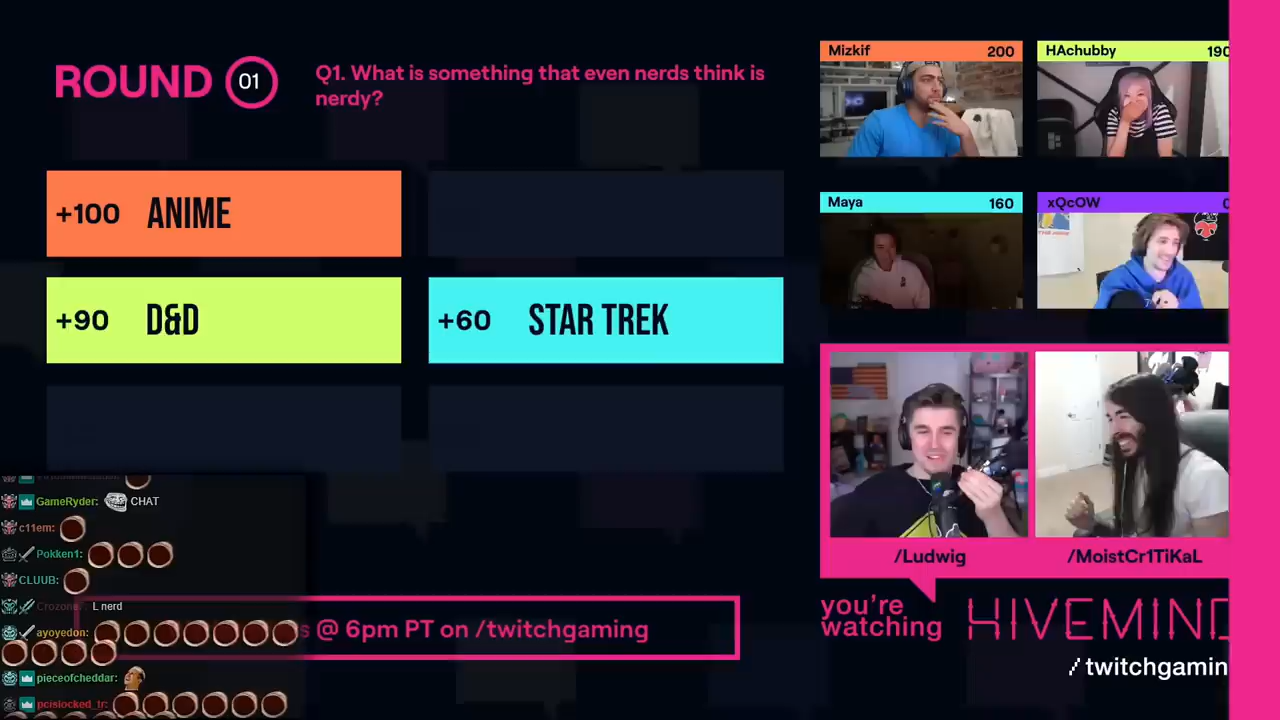 ROUND 01
Q1. What is something that even nerds think is
nerdy?
+100 ANIME
+90 D&D
+60 STAR TREK
Mizkif 200
HAchubby 190
Maya 160
xQcOW
/Ludwig
/MoistCr1TiKaL
you're
watching
HIVEMIND
/twitchgamin
@ 6pm PT on /twitchgaming
GameRyder: CHAT
c11em:
Pokken1:
CLUUB:
Crozone: L nerd
ayoyedon:
pieceofcheddar:
pcislocked_tr: